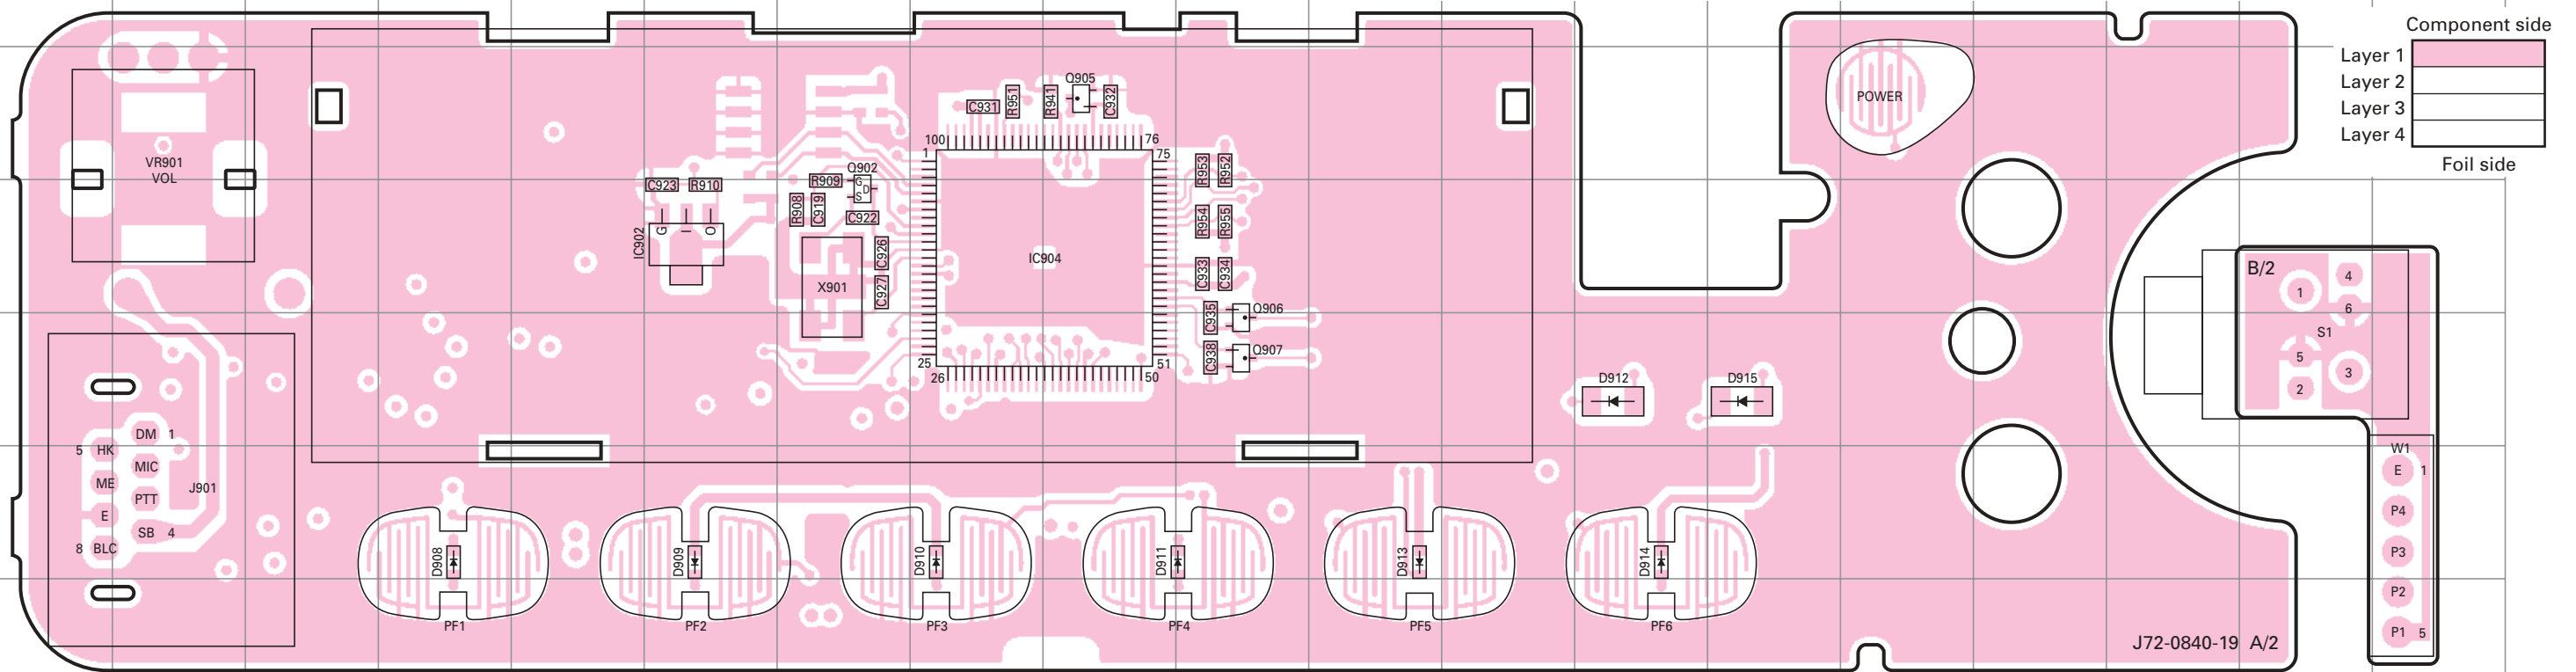 Component side
Layer 1
Layer 2
Layer 3
Layer 4
Foil side
VR901
VOL
C923
R910
IC902
G
I
O
R909
Q902
G
D
S
R908
C919
C922
X901
C926
C927
C931
R951
R941
Q905
C932
100
76
1
75
IC904
25
51
26
50
R953
R952
R954
R955
C933
C934
C935
Q906
C938
Q907
POWER
D912
D915
B/2
1
4
6
S1
5
3
2
W1
E 1
P4
P3
P2
P1 5
DM 1
5 HK
MIC
ME
J901
PTT
E
SB 4
8 BLC
D908
D909
D910
D911
D913
D914
PF1
PF2
PF3
PF4
PF5
PF6
J72-0840-19 A/2